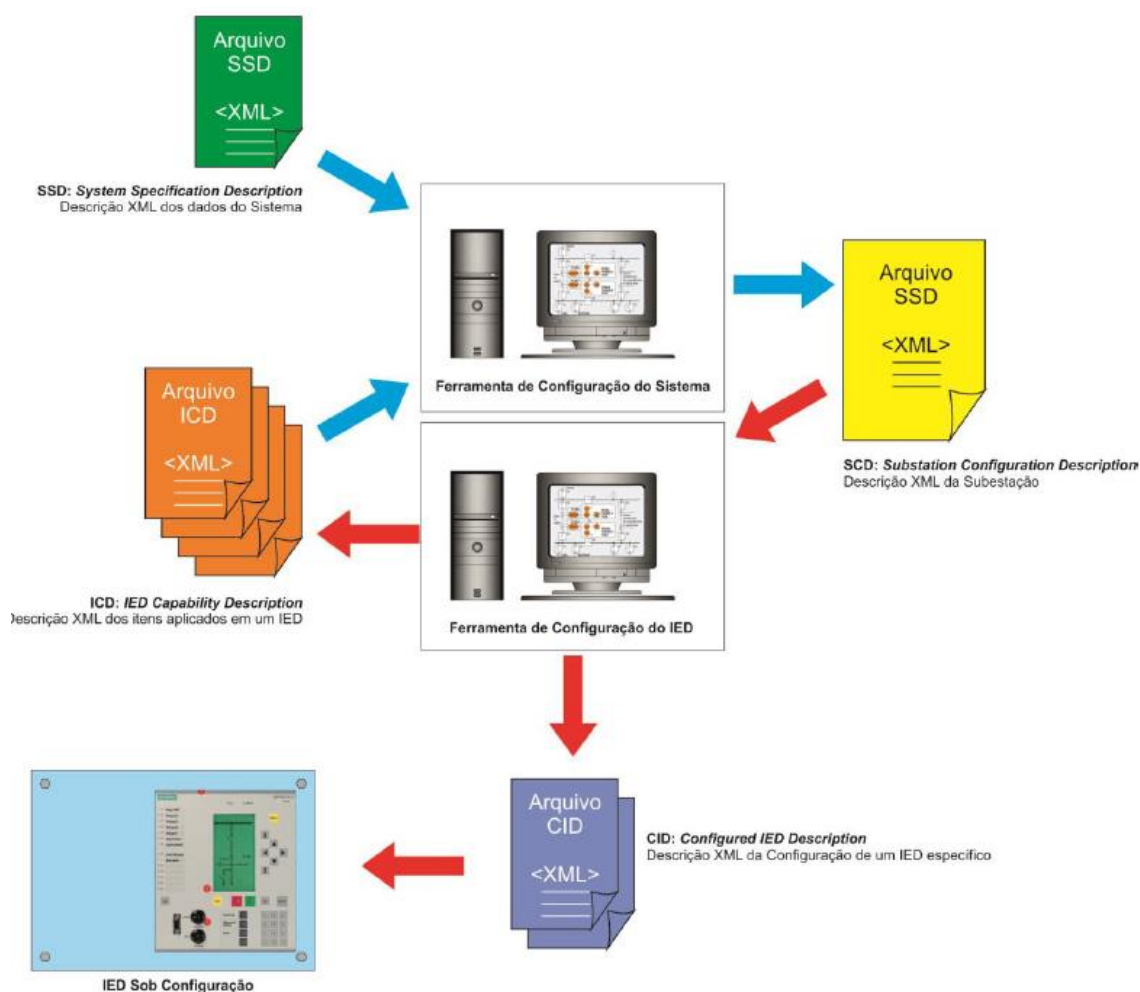 Arquivo
SSD
<XML>
SSD: System Specification Description
Descrição XML dos dados do Sistema
Ferramenta de Configuração do Sistema
Arquivo
SSD
<XML>
SCD: Substation Configuration Description
Descrição XML da Subestação
Arquivo
ICD
<XML>
ICD: IED Capability Description
Descrição XML dos itens aplicados em um IED
Ferramenta de Configuração do IED
Arquivo
CID
<XML>
CID: Configured IED Description
Descrição XML da Configuração de um IED específico
IED Sob Configuração